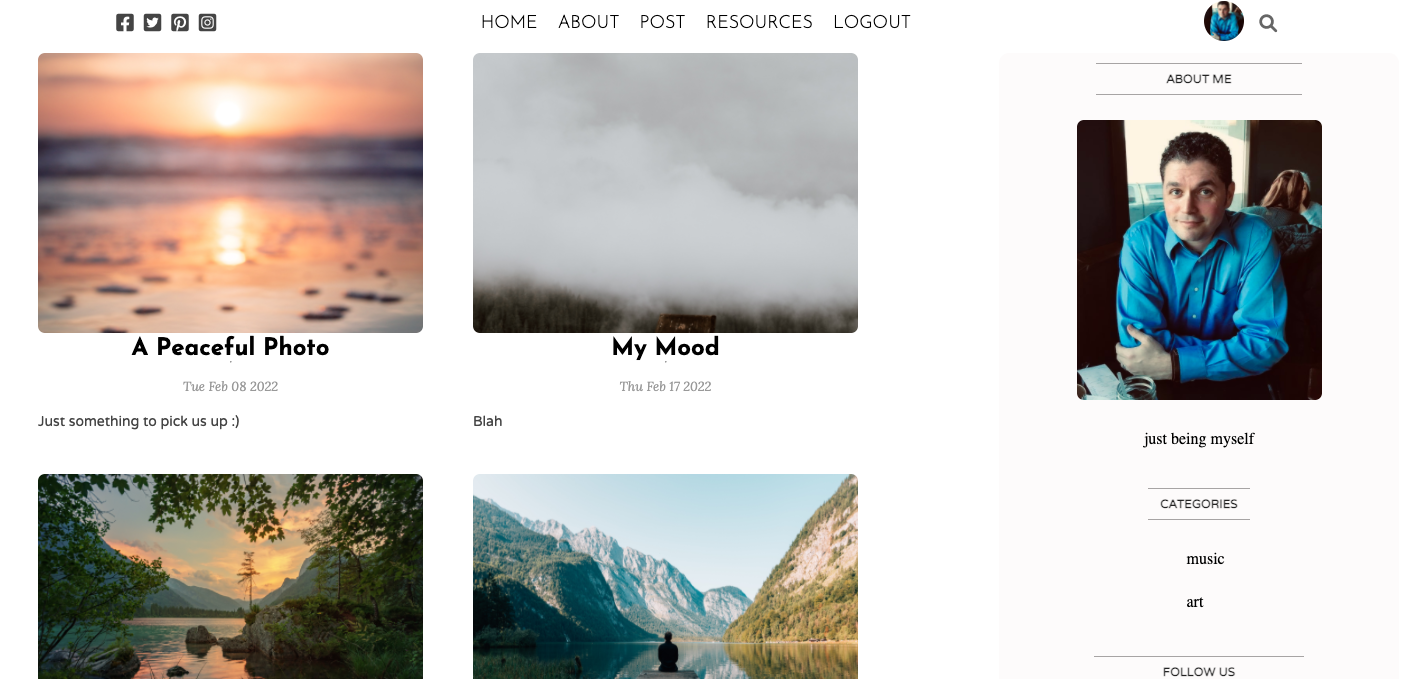 HOME ABOUT POST RESOURCES LOGOUT
A Peaceful Photo
Tue Feb 08 2022
Just something to pick us up :)
My Mood
Thu Feb 17 2022
Blah
ABOUT ME
just being myself
CATEGORIES
music
art
FOLLOW US